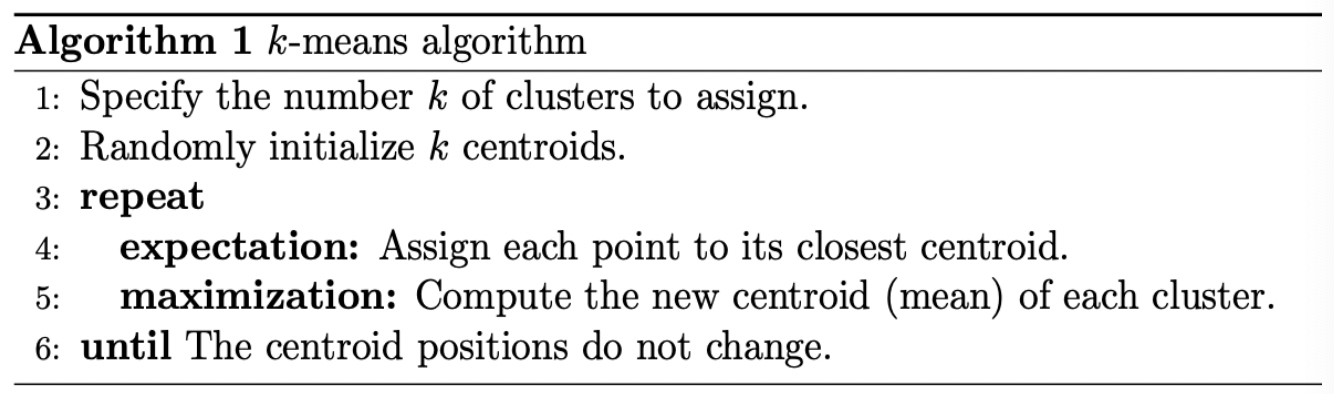 Algorithm 1 k-means algorithm
1: Specify the number k of clusters to assign.
2: Randomly initialize k centroids.
3: repeat
4: expectation: Assign each point to its closest centroid.
5: maximization: Compute the new centroid (mean) of each cluster.
6: until The centroid positions do not change.